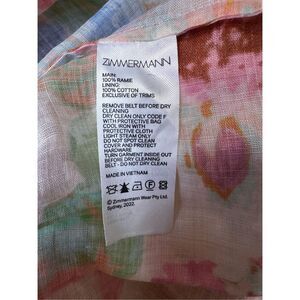 ZIMMERMANN
MAIN:
100% RAMIE
LINING:
100% COTTON
EXCLUSIVE OF TRIMS
REMOVE BELT BEFORE DRY
CLEANING
DRY CLEAN ONLY CODE F
WITH PROTECTIVE BAG
COOL IRON WITH
PROTECTIVE CLOTH
LIGHT STEAM ONLY
DO NOT SPOT CLEAN
COVER AND PROTECT
HARDWARE
TURN GARMENT INSIDE OUT
BEFORE DRY CLEANING
BELT - DO NOT DRY CLEAN
MADE IN VIETNAM
F
© Zimmermann Wear Pty Ltd.
Sydney, 2022.